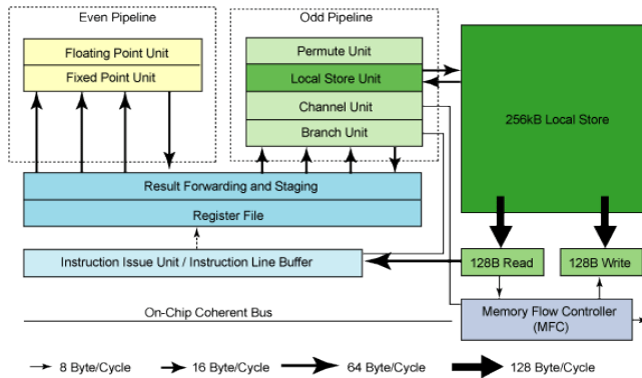 Even Pipeline
Odd Pipeline
Floating Point Unit
Fixed Point Unit
Permute Unit
Local Store Unit
Channel Unit
Branch Unit
256kB Local Store
Result Forwarding and Staging
Register File
Instruction Issue Unit / Instruction Line Buffer
128B Read
128B Write
On-Chip Coherent Bus
Memory Flow Controller
(MFC)
8 Byte/Cycle
16 Byte/Cycle
64 Byte/Cycle
128 Byte/Cycle